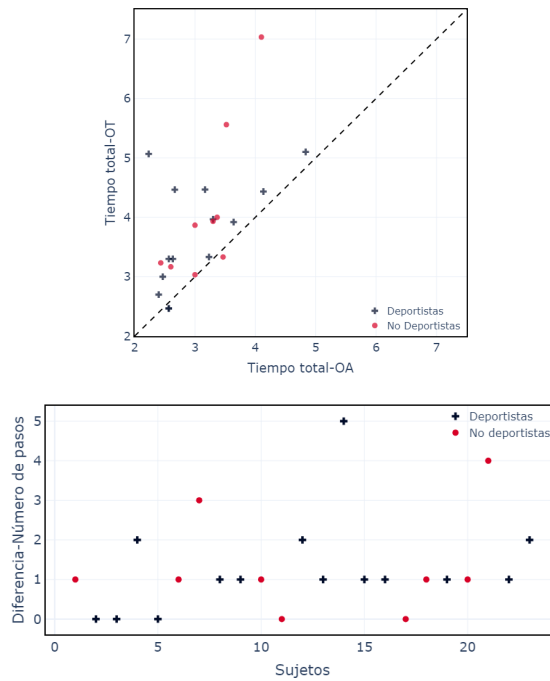 7
6
5
4
3
2
2 3 4 5 6 7
Tiempo total-OT
Tiempo total-OA
Deportistas
No Deportistas
5
4
3
2
1
0
0 5 10 15 20
Diferencia-Número de pasos
Sujetos
Deportistas
No deportistas